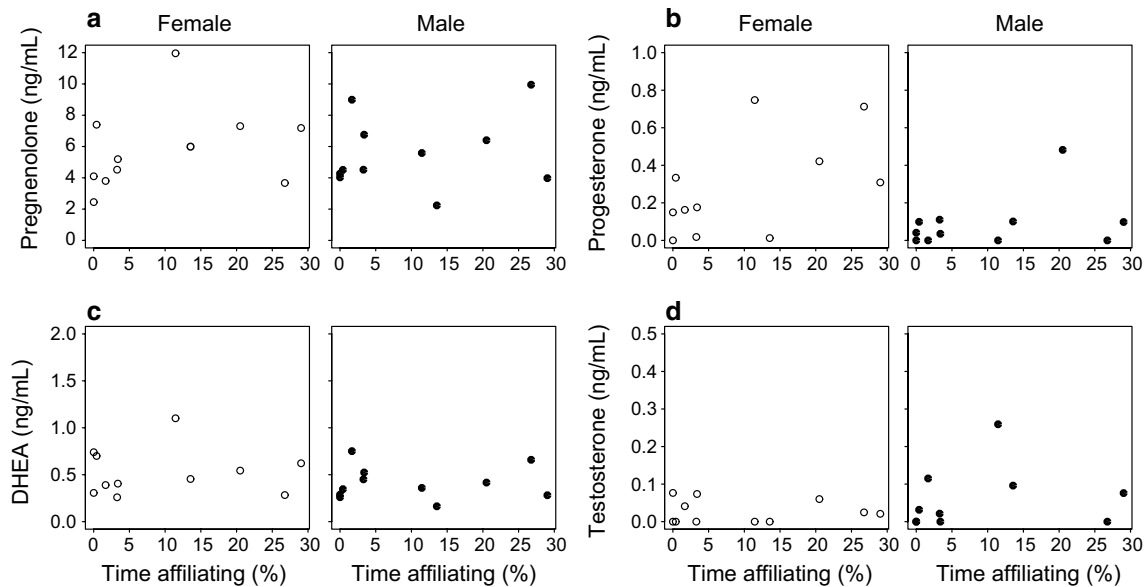 a
Female Male
Pregnenolone (ng/mL)
12
10
8
6
4
2
0
0 5 10 15 20 25 30 0 5 10 15 20 25 30
b
Female Male
Progesterone (ng/mL)
1.0
0.8
0.6
0.4
0.2
0.0
0 5 10 15 20 25 30 0 5 10 15 20 25 30
c
DHEA (ng/mL)
2.0
1.5
1.0
0.5
0.0
0 5 10 15 20 25 30 0 5 10 15 20 25 30
Time affiliating (%) Time affiliating (%)
d
Testosterone (ng/mL)
0.5
0.4
0.3
0.2
0.1
0.0
0 5 10 15 20 25 30 0 5 10 15 20 25 30
Time affiliating (%) Time affiliating (%)